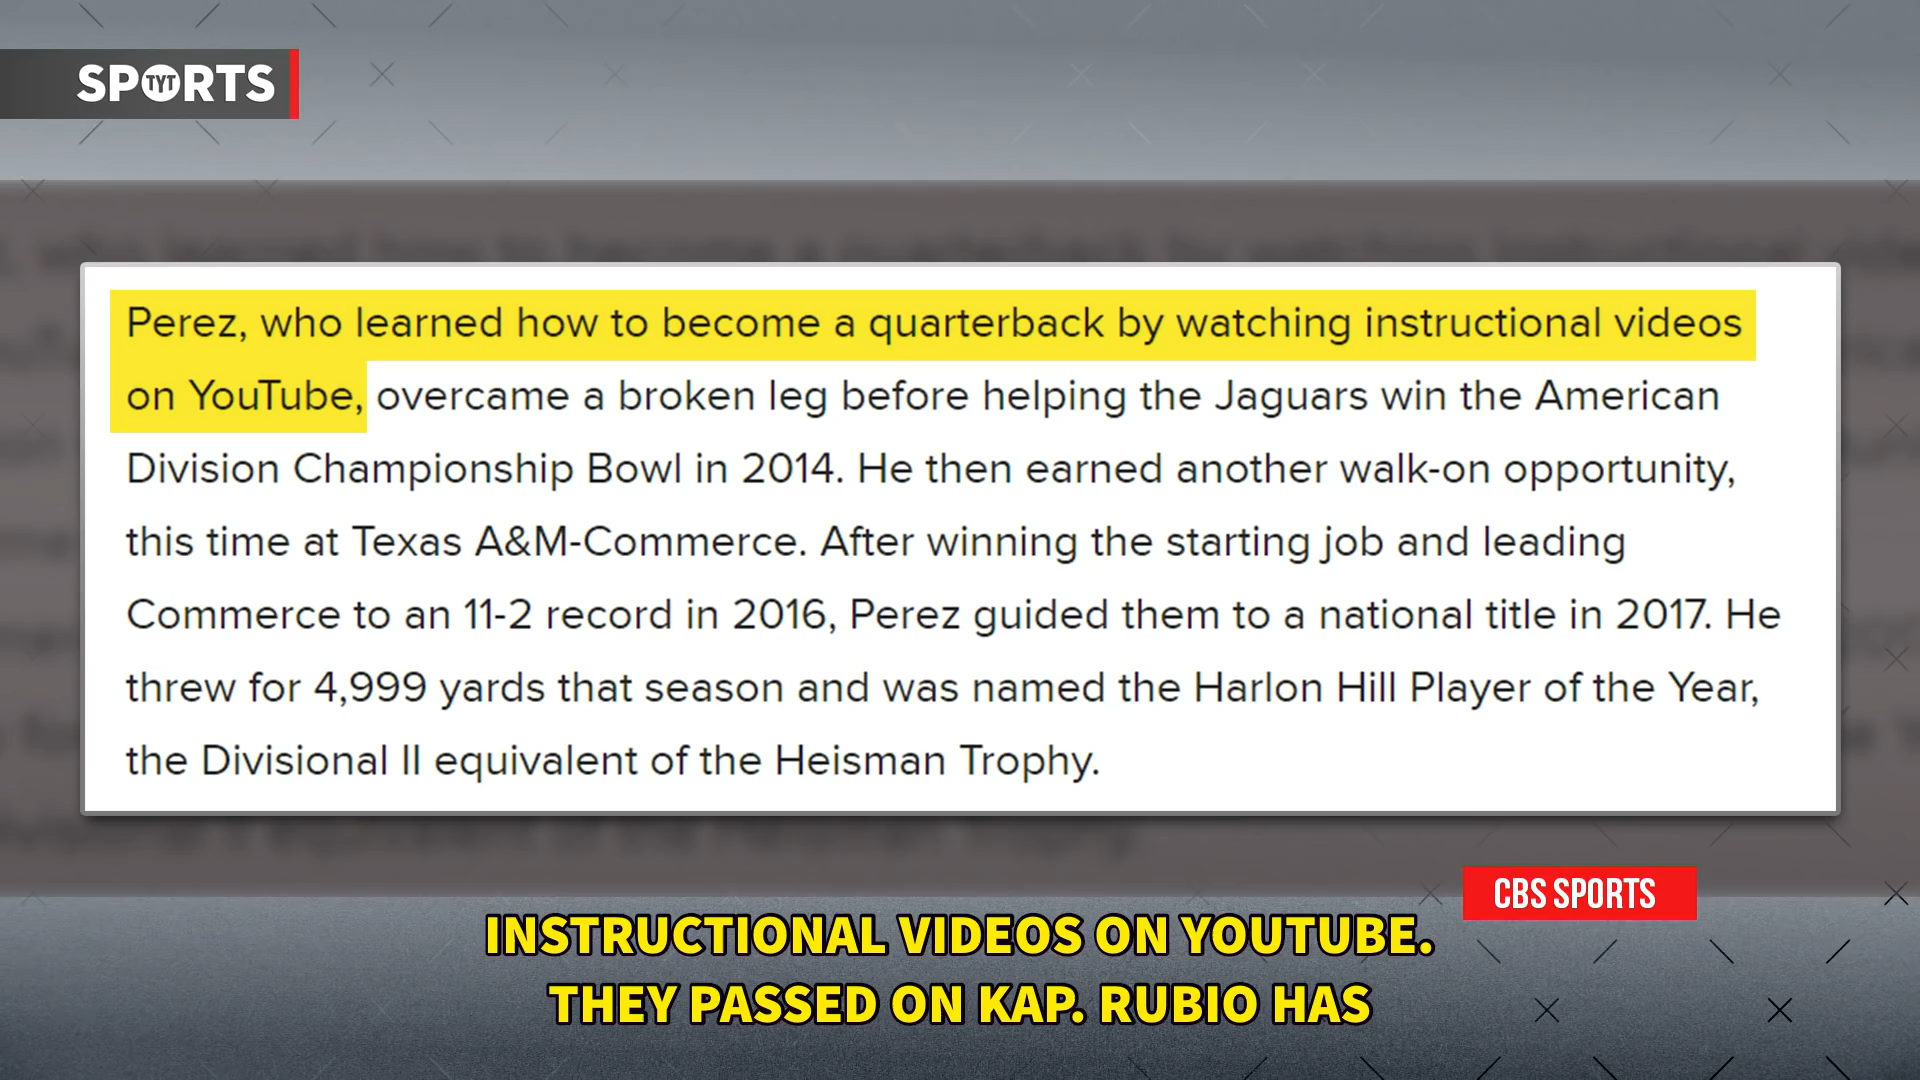 SPORTS
TYT
Perez, who learned how to become a quarterback by watching instructional videos
on YouTube, overcame a broken leg before helping the Jaguars win the American
Division Championship Bowl in 2014. He then earned another walk-on opportunity,
this time at Texas A&M-Commerce. After winning the starting job and leading
Commerce to an 11-2 record in 2016, Perez guided them to a national title in 2017. He
threw for 4,999 yards that season and was named the Harlon Hill Player of the Year,
the Divisional II equivalent of the Heisman Trophy.
CBS SPORTS
INSTRUCTIONAL VIDEOS ON YOUTUBE.
THEY PASSED ON KAP. RUBIO HAS